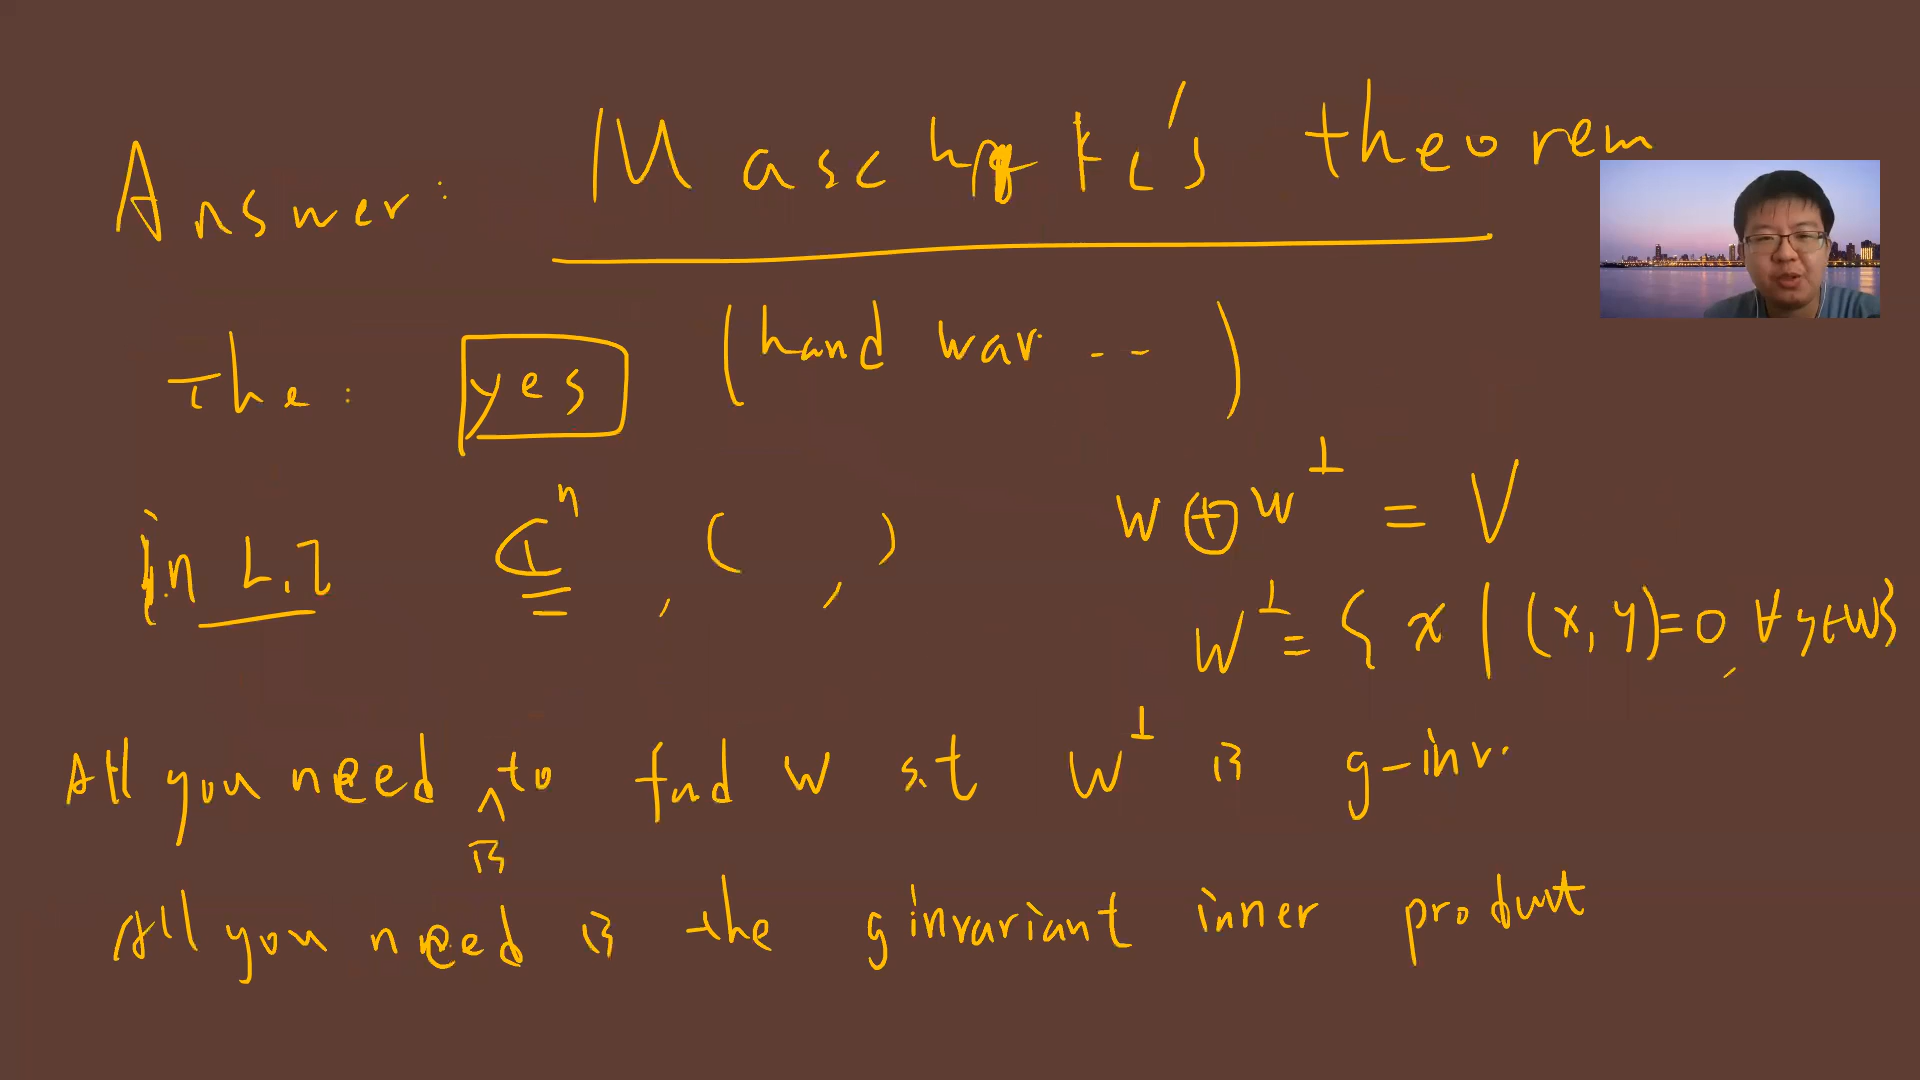 Answer: Maschke's theorem
The: yes (hand wav. --)
in L.2 ℂⁿ, ( , ) W ⊕ W^⊥ = V
W^⊥ = { x | (x, y) = 0, ∀ y ∈ W}
All you need is to find W s.t W^⊥ is g-inv.
All you need is the g invariant inner product